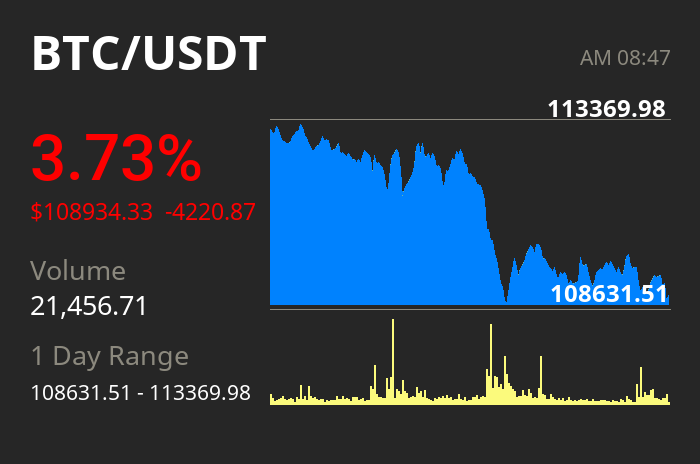 BTC/USDT
AM 08:47
113369.98
3.73%
$108934.33 -4220.87
Volume
21,456.71
108631.51
1 Day Range
108631.51 - 113369.98